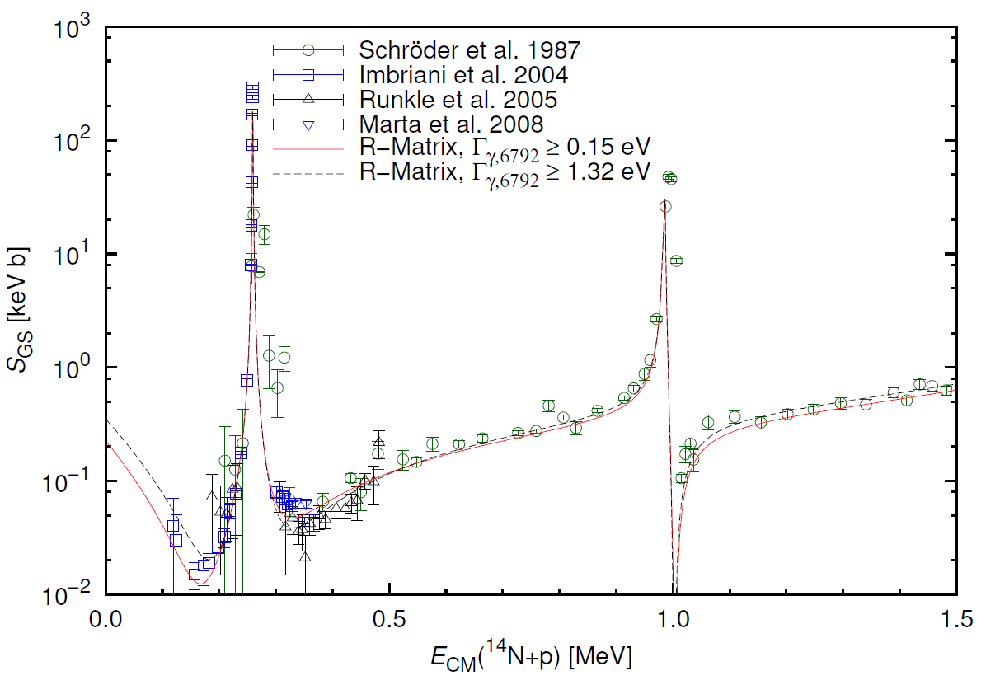 10³
10²
10¹
10⁰
10⁻¹
10⁻²
S_GS [keV b]
Schröder et al. 1987
Imbriani et al. 2004
Runkle et al. 2005
Marta et al. 2008
R−Matrix, Γγ,6792 ≥ 0.15 eV
R−Matrix, Γγ,6792 ≥ 1.32 eV
0.0 0.5 1.0 1.5
E_CM(¹⁴N+p) [MeV]